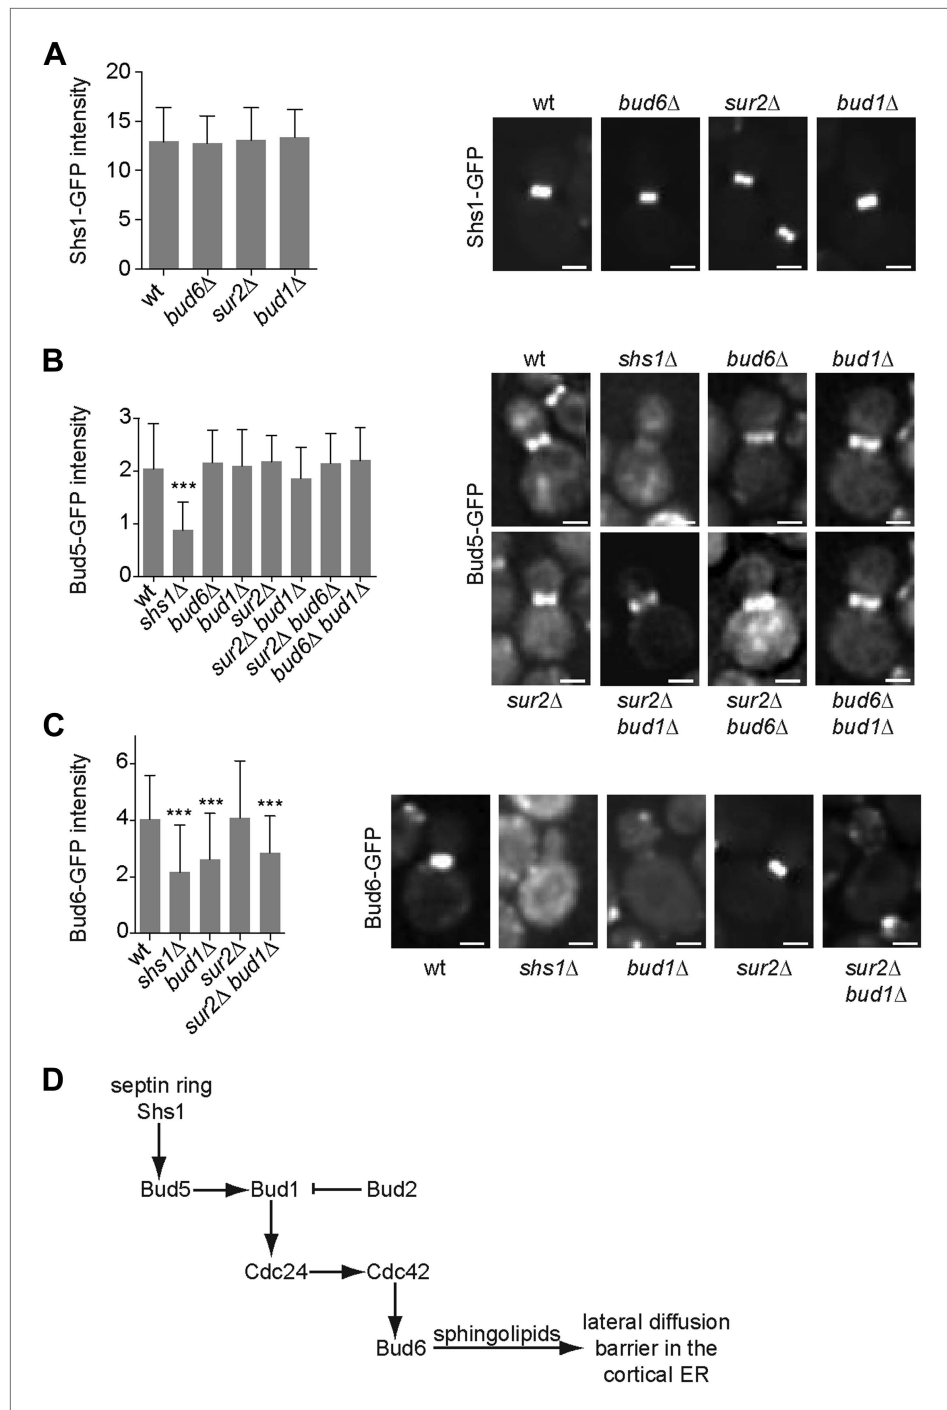 A
Shs1-GFP intensity
20
15
10
5
0
wt
bud6Δ
sur2Δ
bud1Δ
Shs1-GFP
wt
bud6Δ
sur2Δ
bud1Δ
B
Bud5-GFP intensity
3
2
1
0
***
wt
shs1Δ
bud6Δ
bud1Δ
sur2Δ
sur2Δ bud1Δ
sur2Δ bud6Δ
bud6Δ bud1Δ
Bud5-GFP
wt
shs1Δ
bud6Δ
bud1Δ
sur2Δ
sur2Δ
bud1Δ
sur2Δ
bud6Δ
bud6Δ
bud1Δ
C
Bud6-GFP intensity
6
4
2
0
***
***
***
wt
shs1Δ
bud1Δ
sur2Δ
sur2Δ bud1Δ
Bud6-GFP
wt
shs1Δ
bud1Δ
sur2Δ
sur2Δ
bud1Δ
D
septin ring
Shs1
Bud5
Bud1
Bud2
Cdc24
Cdc42
Bud6
sphingolipids
lateral diffusion
barrier in the
cortical ER